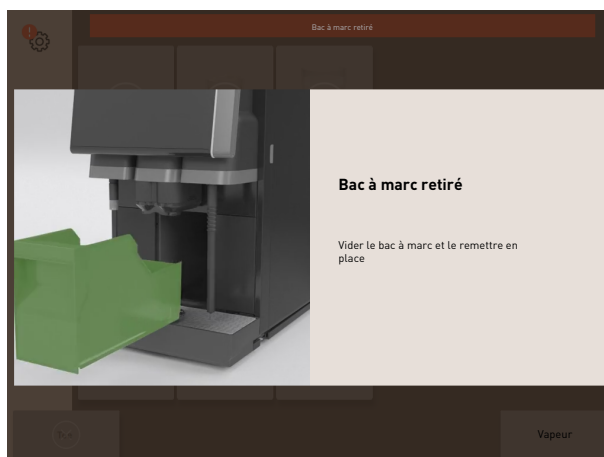 Bac à marc retiré
Bac à marc retiré
Vider le bac à marc et le remettre en
place
Vapeur